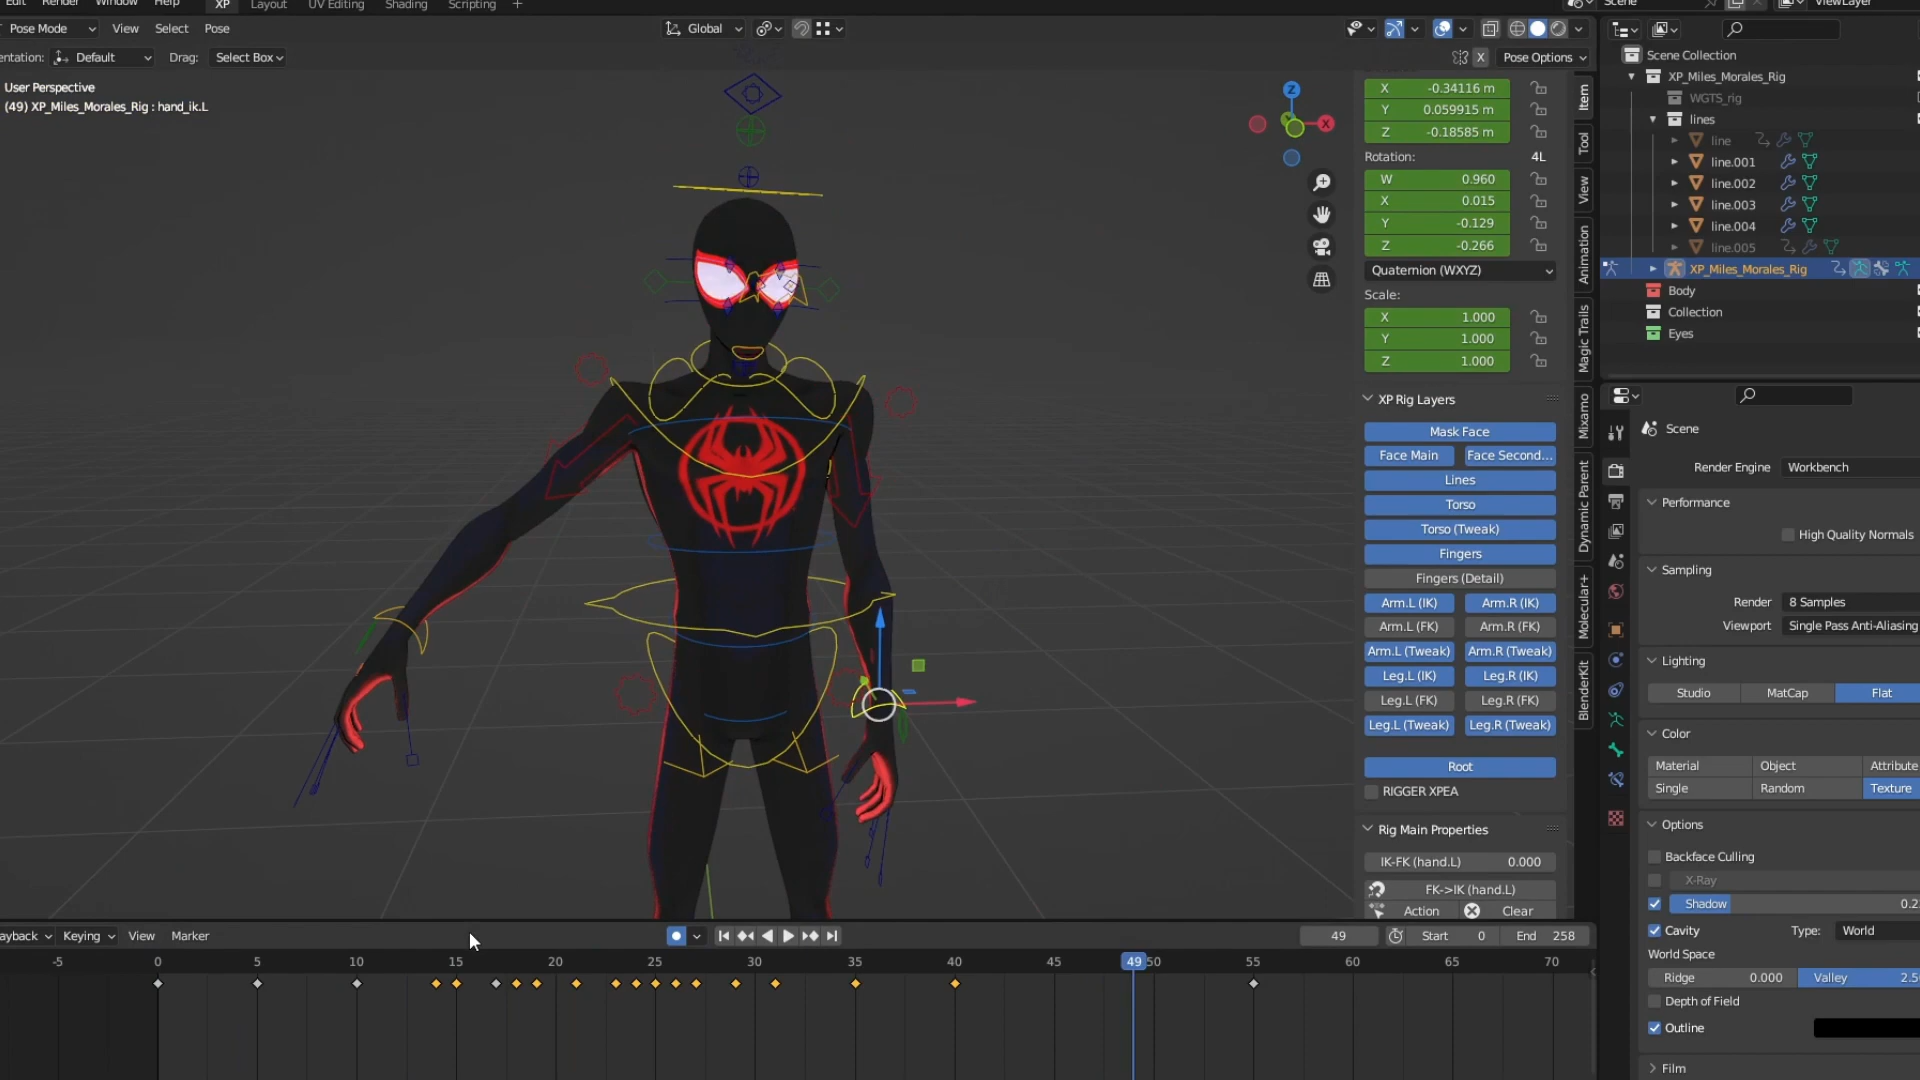 Edit Render Window Help XP Layout UV Editing Shading Scripting + Scene ViewLayer
Pose Mode View Select Pose Global
entation: Default Drag: Select Box X Pose Options
User Perspective
(49) XP_Miles_Morales_Rig : hand_ik.L
Z
X
X -0.34116 m
Y 0.059915 m
Z -0.18585 m
Rotation: 4L
W 0.960
X 0.015
Y -0.129
Z -0.266
Quaternion (WXYZ)
Scale:
X 1.000
Y 1.000
Z 1.000
XP Rig Layers
Mask Face
Face Main Face Second...
Lines
Torso
Torso (Tweak)
Fingers
Fingers (Detail)
Arm.L (IK) Arm.R (IK)
Arm.L (FK) Arm.R (FK)
Arm.L (Tweak) Arm.R (Tweak)
Leg.L (IK) Leg.R (IK)
Leg.L (FK) Leg.R (FK)
Leg.L (Tweak) Leg.R (Tweak)
Root
RIGGER XPEA
Rig Main Properties
IK-FK (hand.L) 0.000
FK->IK (hand.L)
Action Clear
Item
Tool
View
Animation
Magic Trails
Mixamo
Dynamic Parent
Molecular+
BlenderKit
Scene Collection
XP_Miles_Morales_Rig
WGTS_rig
lines
line
line.001
line.002
line.003
line.004
line.005
XP_Miles_Morales_Rig
Body
Collection
Eyes
Scene
Render Engine Workbench
Performance
High Quality Normals
Sampling
Render 8 Samples
Viewport Single Pass Anti-Aliasing
Lighting
Studio MatCap Flat
Color
Material Object Attribute
Single Random Texture
Options
Backface Culling
X-Ray
Shadow 0.2
Cavity Type: World
World Space
Ridge 0.000 Valley 2.5
Depth of Field
Outline
Film
ayback Keying View Marker 49 Start 0 End 258
-5 0 5 10 15 20 25 30 35 40 45 49 50 55 60 65 70